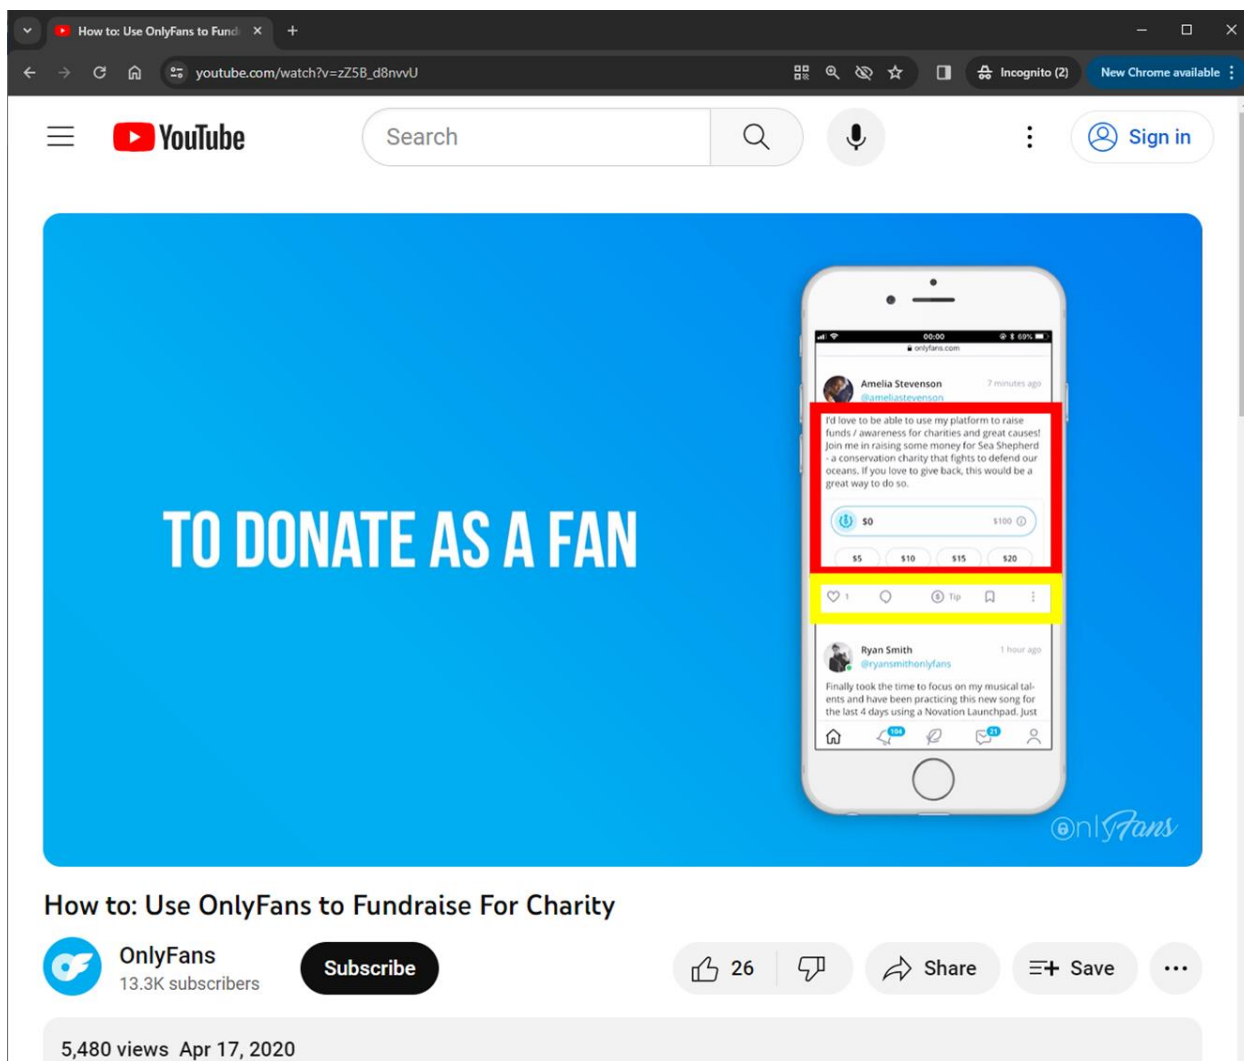 How to: Use OnlyFans to Fund
youtube.com/watch?v=zZ5B_d8nvvU
Incognito (2)
New Chrome available
YouTube
Search
Sign in
TO DONATE AS A FAN
00:00
69%
onlyfans.com
Amelia Stevenson
7 minutes ago
@ameliastevenson
I'd love to be able to use my platform to raise
funds / awareness for charities and great causes!
Join me in raising some money for Sea Shepherd
- a conservation charity that fights to defend our
oceans. If you love to give back, this would be a
great way to do so.
$0
$100
$5 $10 $15 $20
1
Tip
Ryan Smith
1 hour ago
@ryansmithonlyfans
Finally took the time to focus on my musical tal-
ents and have been practicing this new song for
the last 4 days using a Novation Launchpad. Just
104
21
OnlyFans
How to: Use OnlyFans to Fundraise For Charity
OnlyFans
13.3K subscribers
Subscribe
26
Share
Save
5,480 views Apr 17, 2020